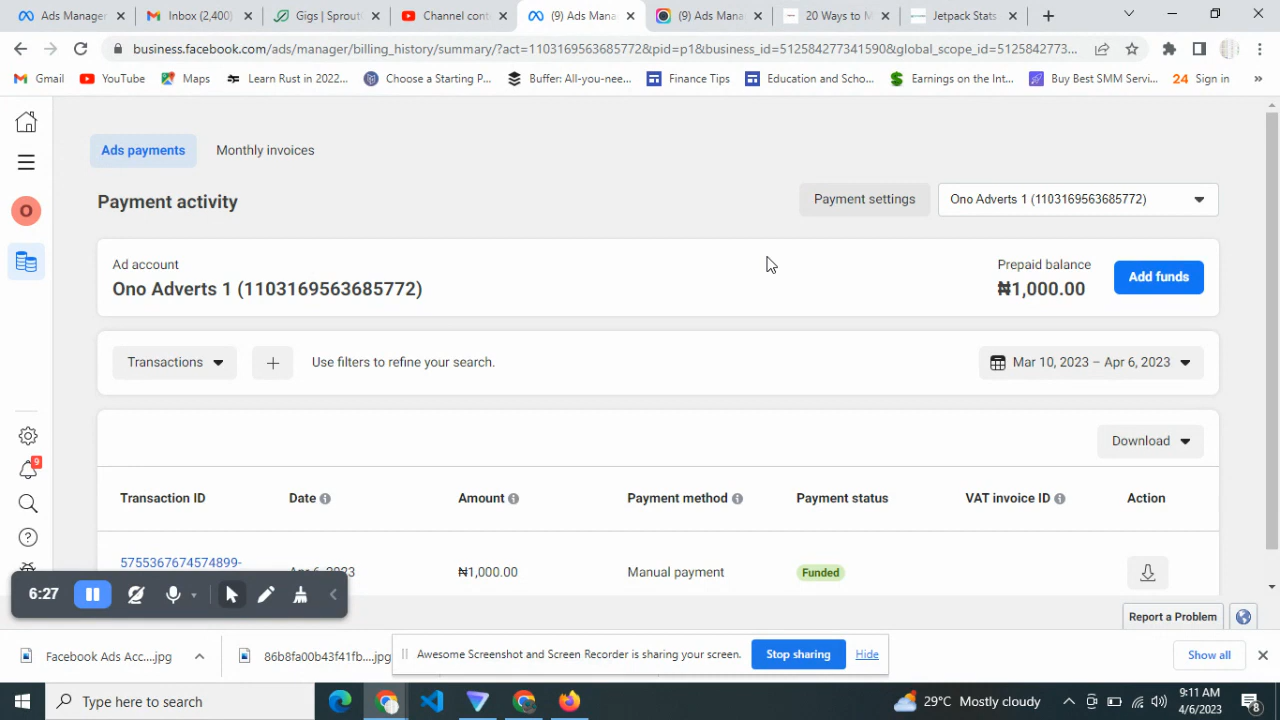 Ads Manager
Inbox (2,400)
Gigs | Sprout
Channel cont
(9) Ads Mana
(9) Ads Mana
20 Ways to M
Jetpack Stats
business.facebook.com/ads/manager/billing_history/summary/?act=1103169563685772&pid=p1&business_id=512584277341590&global_scope_id=5125842773...
Gmail
YouTube
Maps
Learn Rust in 2022...
Choose a Starting P...
Buffer: All-you-nee...
Finance Tips
Education and Scho...
Earnings on the Int...
Buy Best SMM Servi...
24 Sign in
»
Ads payments
Monthly invoices
Payment activity
Payment settings
Ono Adverts 1 (1103169563685772)
O
Ad account
Ono Adverts 1 (1103169563685772)
Prepaid balance
₦1,000.00
Add funds
Transactions
Use filters to refine your search.
Mar 10, 2023 – Apr 6, 2023
Download
9
Transaction ID
Date
Amount
Payment method
Payment status
VAT invoice ID
Action
5755367674574899-
₦1,000.00
Manual payment
Funded
6:27
Report a Problem
Facebook Ads Acc....jpg
86b8fa00b43f41fb....jpg
Awesome Screenshot and Screen Recorder is sharing your screen.
Stop sharing
Hide
Show all
Type here to search
29°C Mostly cloudy
9:11 AM
4/6/2023
8